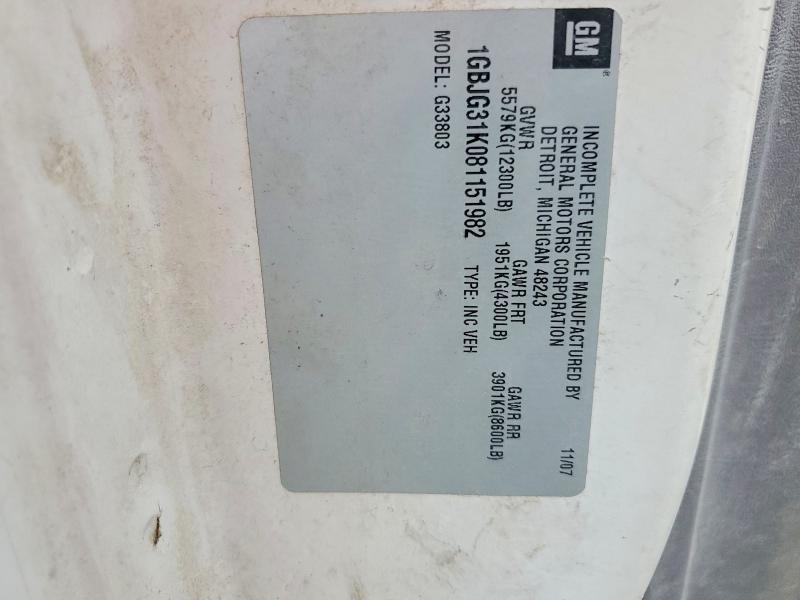 GM
INCOMPLETE VEHICLE MANUFACTURED BY
GENERAL MOTORS CORPORATION
DETROIT, MICHIGAN 48243
11/07
GVWR GAWR FRT GAWR RR
5579KG(12300LB) 1951KG(4300LB) 3901KG(8600LB)
1GBJG31K081151982 TYPE: INC VEH
MODEL: G33803